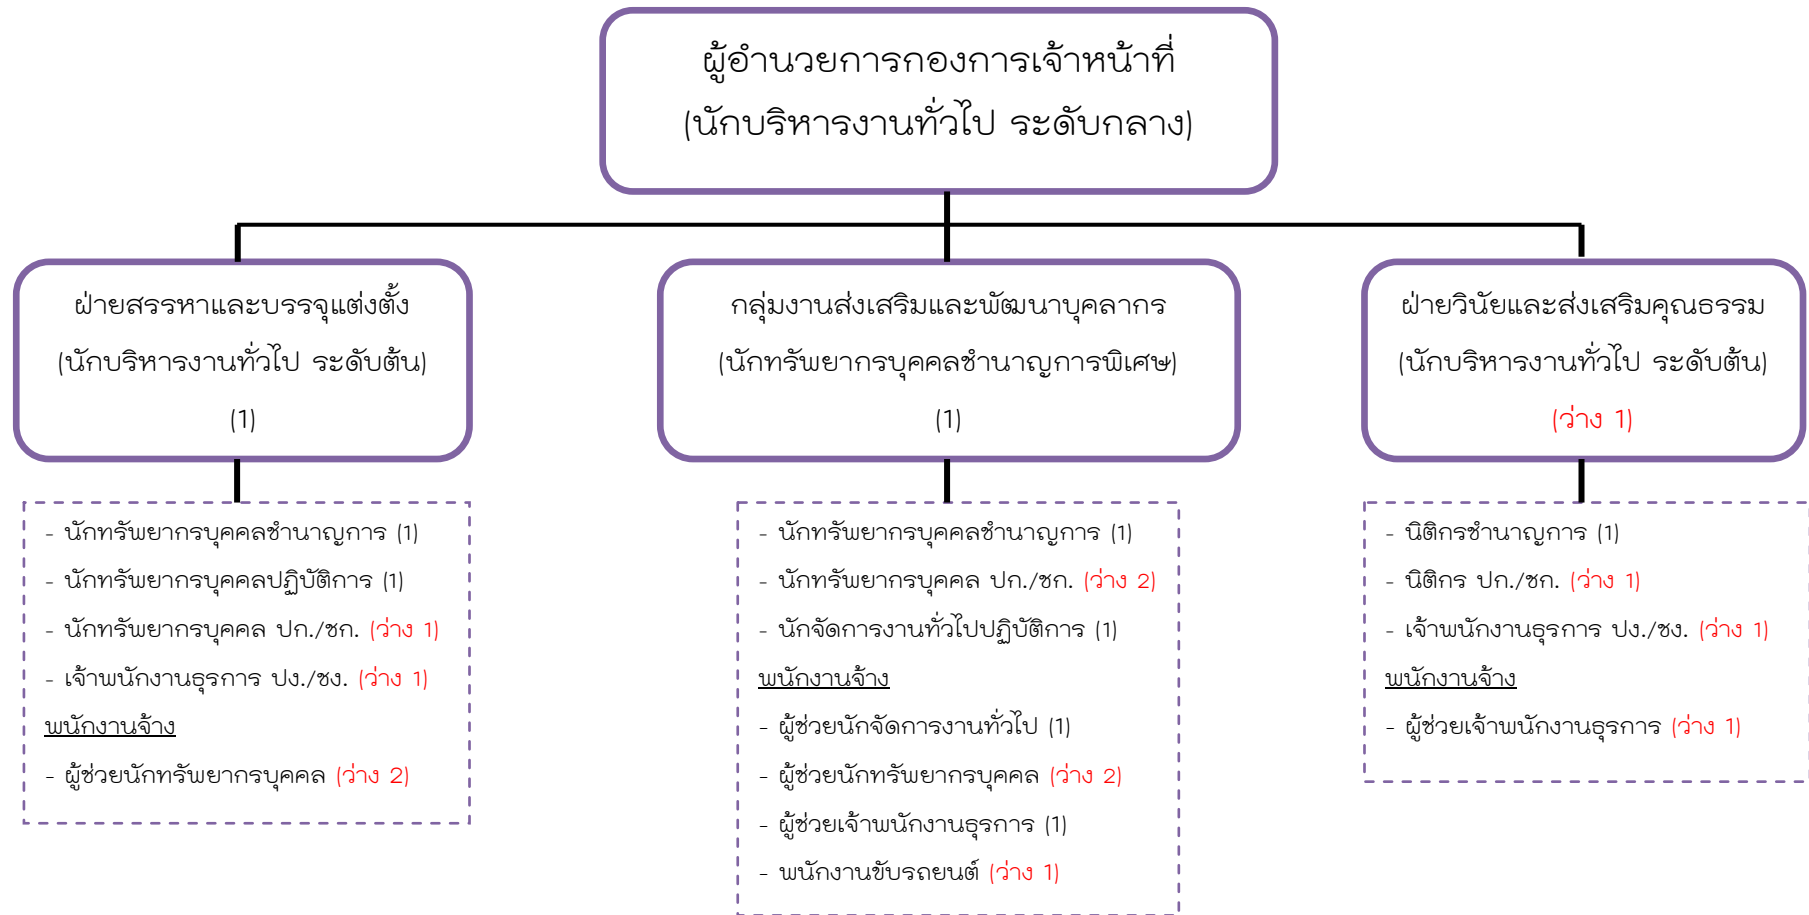 ผู้อำนวยการกองการเจ้าหน้าที่
(นักบริหารงานทั่วไป ระดับกลาง)
ฝ่ายสรรหาและบรรจุแต่งตั้ง
(นักบริหารงานทั่วไป ระดับต้น)
(1)
- นักทรัพยากรบุคคลชำนาญการ (1)
- นักทรัพยากรบุคคลปฏิบัติการ (1)
- นักทรัพยากรบุคคล ปก./ชก. (ว่าง 1)
- เจ้าพนักงานธุรการ ปง./ชง. (ว่าง 1)
พนักงานจ้าง
- ผู้ช่วยนักทรัพยากรบุคคล (ว่าง 2)
กลุ่มงานส่งเสริมและพัฒนาบุคลากร
(นักทรัพยากรบุคคลชำนาญการพิเศษ)
(1)
- นักทรัพยากรบุคคลชำนาญการ (1)
- นักทรัพยากรบุคคล ปก./ชก. (ว่าง 2)
- นักจัดการงานทั่วไปปฏิบัติการ (1)
พนักงานจ้าง
- ผู้ช่วยนักจัดการงานทั่วไป (1)
- ผู้ช่วยนักทรัพยากรบุคคล (ว่าง 2)
- ผู้ช่วยเจ้าพนักงานธุรการ (1)
- พนักงานขับรถยนต์ (ว่าง 1)
ฝ่ายวินัยและส่งเสริมคุณธรรม
(นักบริหารงานทั่วไป ระดับต้น)
(ว่าง 1)
- นิติกรชำนาญการ (1)
- นิติกร ปก./ชก. (ว่าง 1)
- เจ้าพนักงานธุรการ ปง./ชง. (ว่าง 1)
พนักงานจ้าง
- ผู้ช่วยเจ้าพนักงานธุรการ (ว่าง 1)